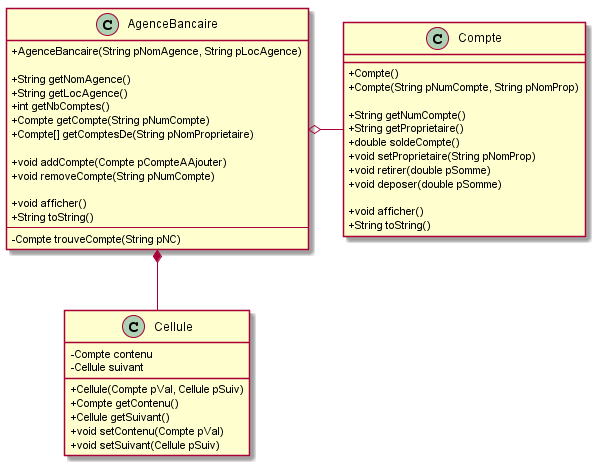 C AgenceBancaire
+AgenceBancaire(String pNomAgence, String pLocAgence)
+String getNomAgence()
+String getLocAgence()
+int getNbComptes()
+Compte getCompte(String pNumCompte)
+Compte[] getComptesDe(String pNomProprietaire)
+void addCompte(Compte pCompteAAjouter)
+void removeCompte(String pNumCompte)
+void afficher()
+String toString()
-Compte trouveCompte(String pNC)
C Compte
+Compte()
+Compte(String pNumCompte, String pNomProp)
+String getNumCompte()
+String getProprietaire()
+double soldeCompte()
+void setProprietaire(String pNomProp)
+void retirer(double pSomme)
+void deposer(double pSomme)
+void afficher()
+String toString()
C Cellule
-Compte contenu
-Cellule suivant
+Cellule(Compte pVal, Cellule pSuiv)
+Compte getContenu()
+Cellule getSuivant()
+void setContenu(Compte pVal)
+void setSuivant(Cellule pSuiv)